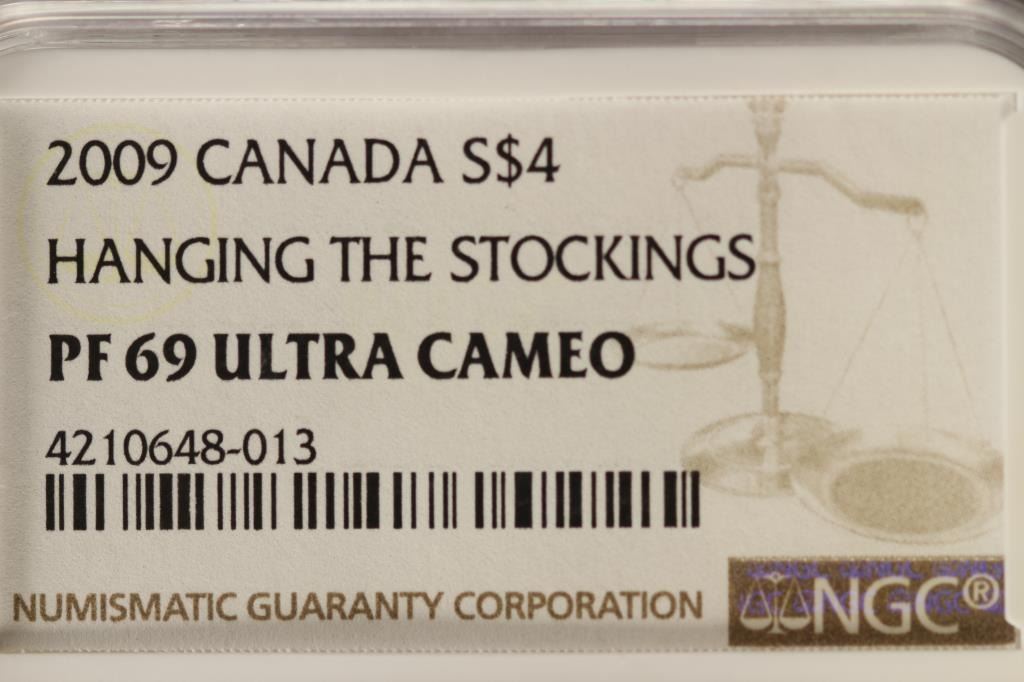 2009 CANADA S$4
HANGING THE STOCKINGS
PF 69 ULTRA CAMEO
4210648-013
NUMISMATIC GUARANTY CORPORATION
NGC®